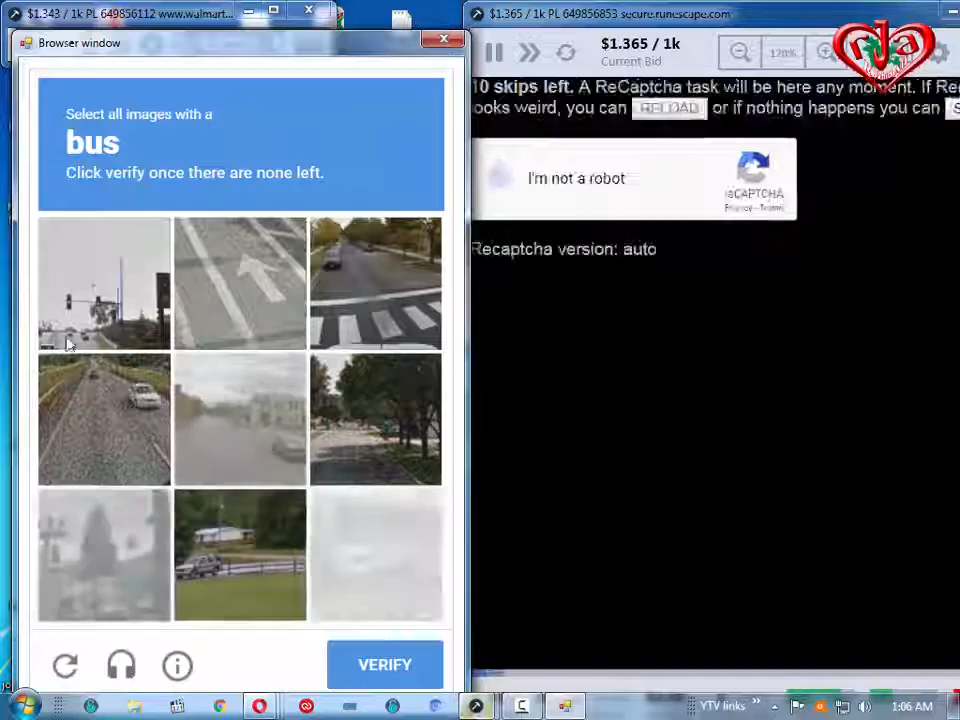 $1.343 / 1k PL 649856112 www.walmart...
$1.365 / 1k PL 649856853 secure.runescape.com
Browser window
$1.365 / 1k
Current Bid
120%
Select all images with a
bus
Click verify once there are none left.
10 skips left. A ReCaptcha task will be here any moment. If Re
ooks weird, you can RELOAD or if nothing happens you can S
I'm not a robot
reCAPTCHA
Privacy - Terms
Recaptcha version: auto
VERIFY
YTV links
1:06 AM